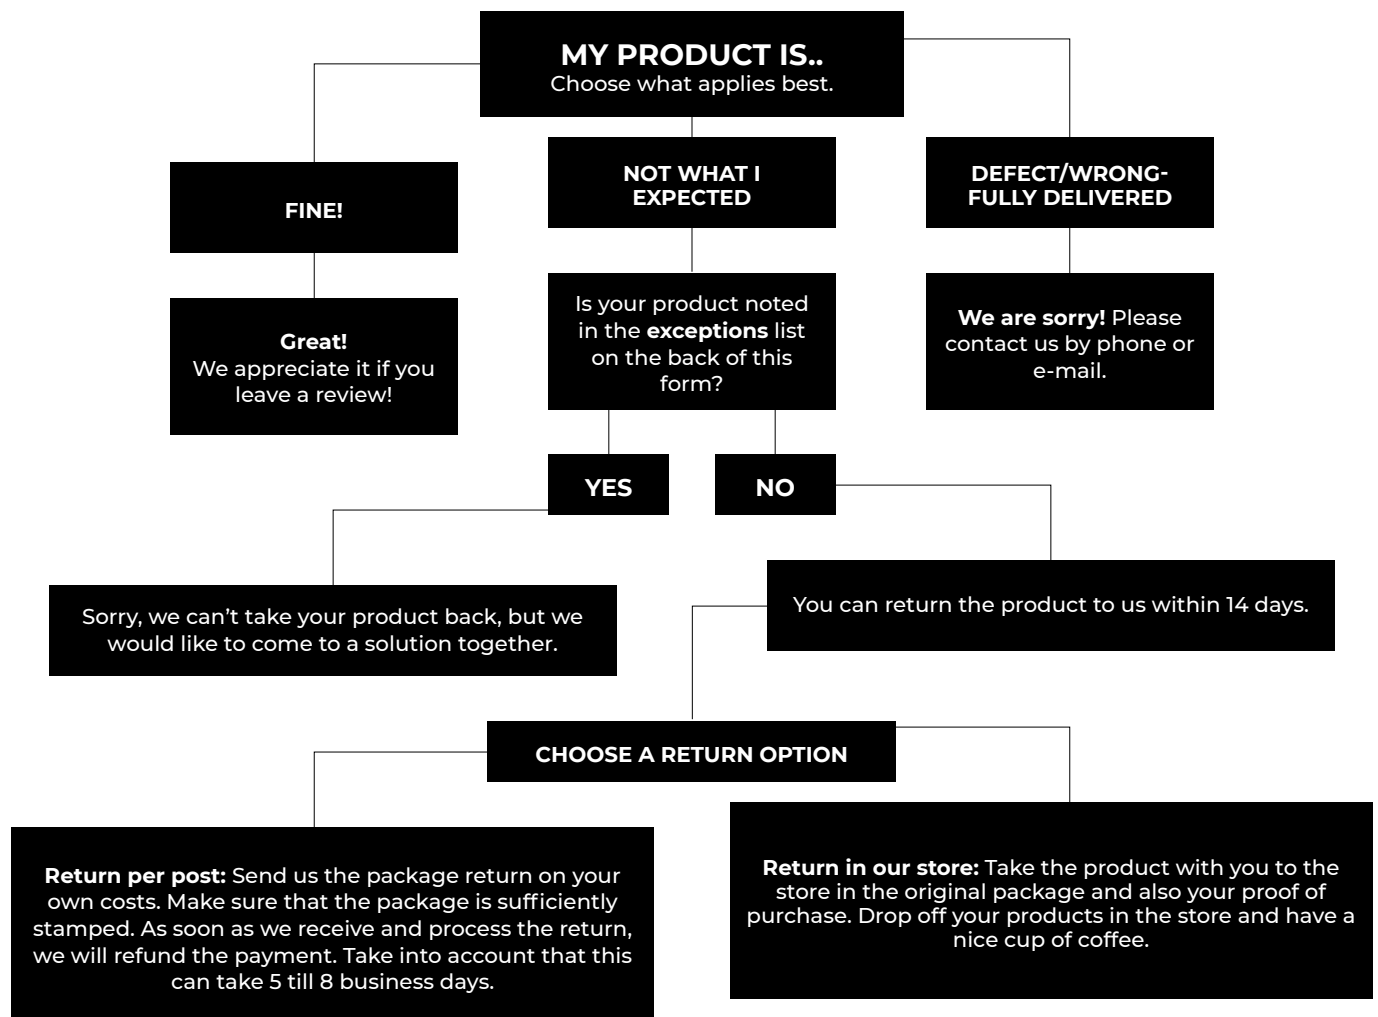 MY PRODUCT IS..
Choose what applies best.
FINE!
NOT WHAT I
EXPECTED
DEFECT/WRONG-
FULLY DELIVERED
Great!
We appreciate it if you
leave a review!
Is your product noted
in the exceptions list
on the back of this
form?
We are sorry! Please
contact us by phone or
e-mail.
YES
NO
Sorry, we can’t take your product back, but we
would like to come to a solution together.
You can return the product to us within 14 days.
CHOOSE A RETURN OPTION
Return per post: Send us the package return on your
own costs. Make sure that the package is sufficiently
stamped. As soon as we receive and process the return,
we will refund the payment. Take into account that this
can take 5 till 8 business days.
Return in our store: Take the product with you to the
store in the original package and also your proof of
purchase. Drop off your products in the store and have a
nice cup of coffee.